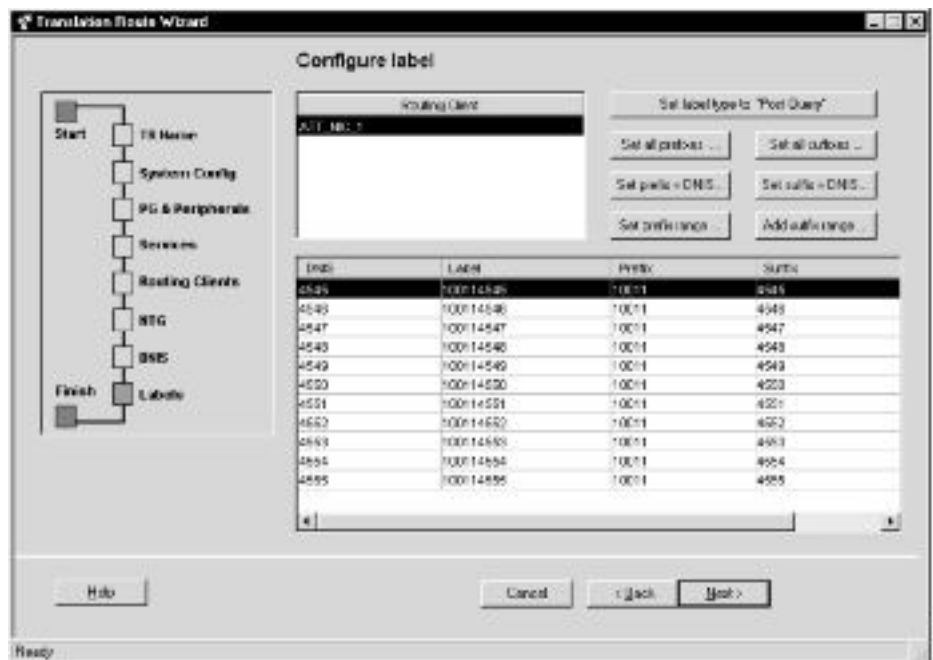 Translation Route Wizard
Configure label
Start
TR Name
System Config
PG & Peripherals
Services
Routing Clients
NTG
DNIS
Labels
Finish
Routing Client
ATT_NIC_1
Set label type to "Post Query"
Set all prefixes ...
Set all suffixes ...
Set prefix = DNIS...
Set suffix = DNIS...
Set prefix range ...
Add suffix range ...
DNIS Label Prefix Suffix
4545 100114545 10011 4545
4546 100114546 10011 4546
4547 100114547 10011 4547
4548 100114548 10011 4548
4549 100114549 10011 4549
4550 100114550 10011 4550
4551 100114551 10011 4551
4552 100114552 10011 4552
4553 100114553 10011 4553
4554 100114554 10011 4554
4555 100114555 10011 4555
Help
Cancel
< Back
Next >
Ready